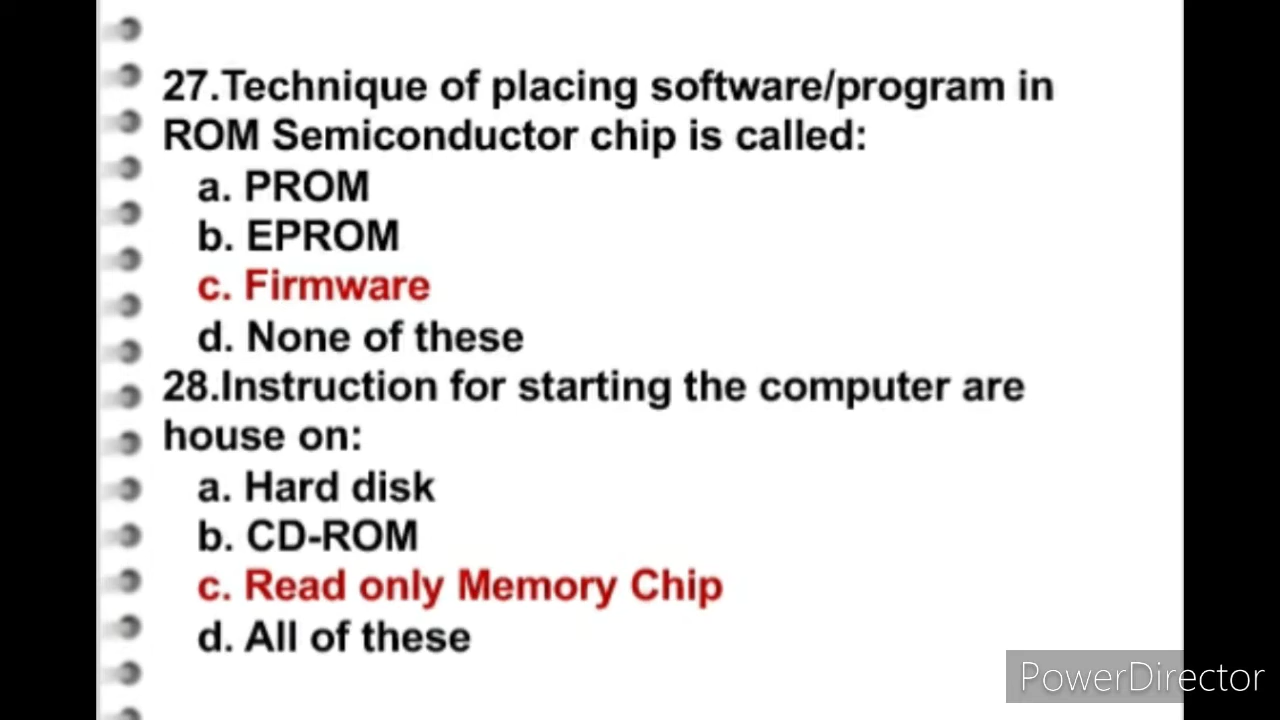 27.Technique of placing software/program in
ROM Semiconductor chip is called:
a. PROM
b. EPROM
c. Firmware
d. None of these
28.Instruction for starting the computer are
house on:
a. Hard disk
b. CD-ROM
c. Read only Memory Chip
d. All of these
PowerDirector